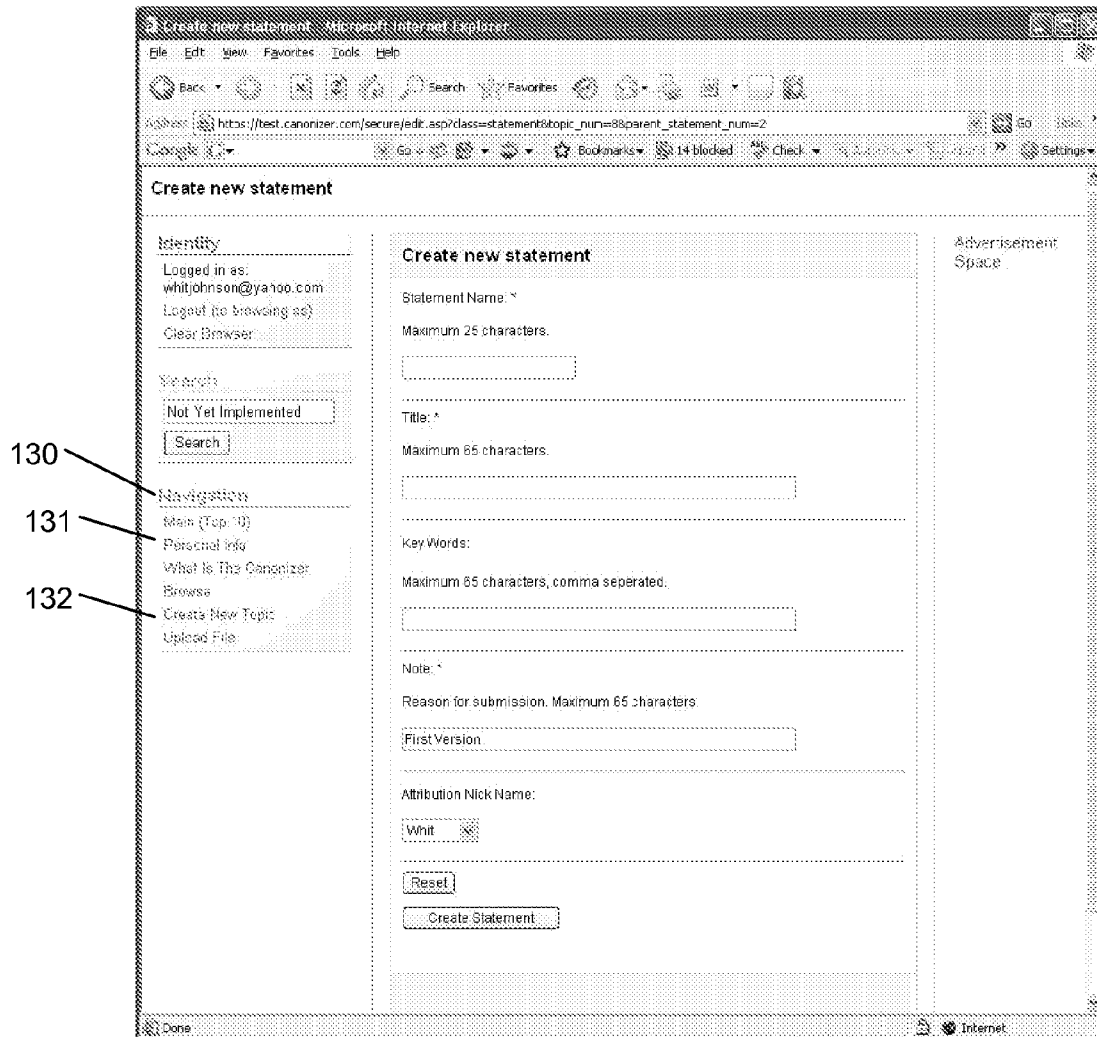 Create new statement - Microsoft Internet Explorer
File Edit View Favorites Tools Help
Back Search Favorites
Address https://test.canonizer.com/secure/edit.asp?class=statement&topic_num=8&parent_statement_num=2 Go Links
Google Go Bookmarks 14 blocked Check Settings
Create new statement
Identity
Logged in as:
whitjohnson@yahoo.com
Logout (to browsing as)
Clear Browser
Search
Not Yet Implemented
Search
130
Navigation
131
Main (Top 10)
Personal Info
What Is The Canonizer
Browse
132
Create New Topic
Upload File
Create new statement
Statement Name: *
Maximum 25 characters.
Title: *
Maximum 65 characters.
Key Words:
Maximum 65 characters, comma seperated.
Note: *
Reason for submission. Maximum 65 characters.
First Version
Attribution Nick Name:
Whit
Reset
Create Statement
Advertisement
Space
Done Internet